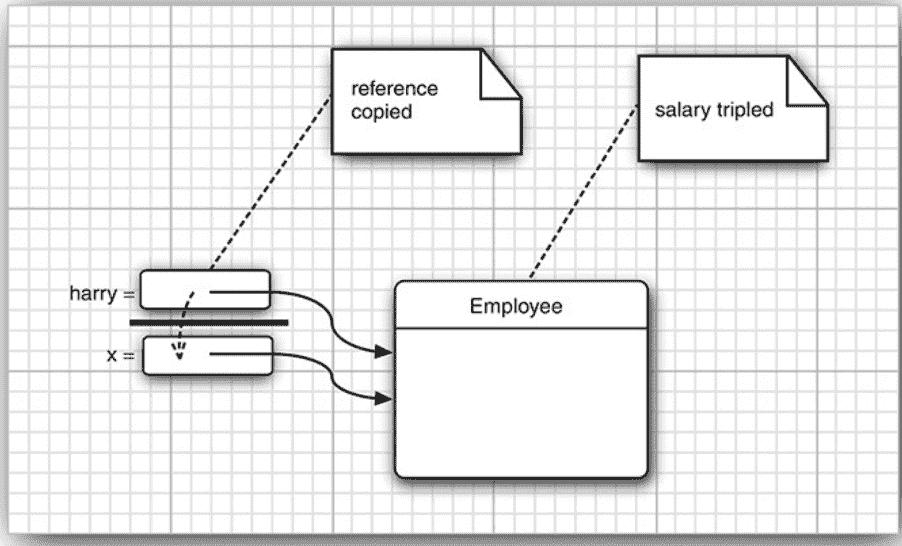 reference
copied
salary tripled
harry =
Employee
x =